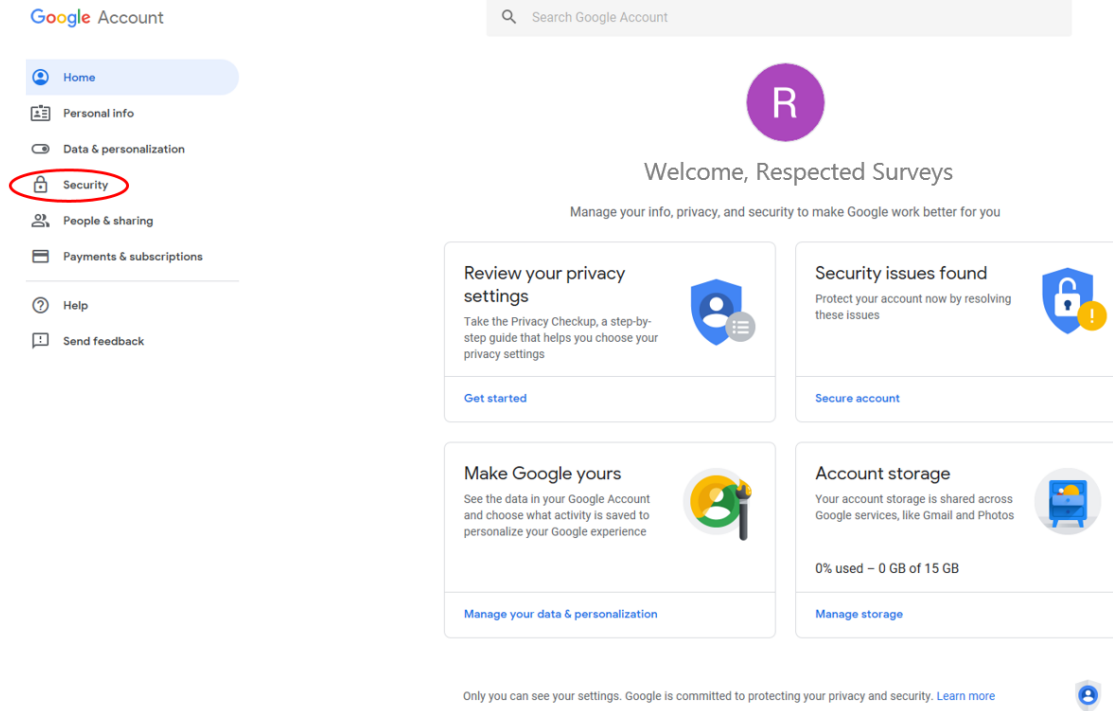 Google Account
Search Google Account
Home
Personal info
Data & personalization
Security
People & sharing
Payments & subscriptions
Help
Send feedback
R
Welcome, Respected Surveys
Manage your info, privacy, and security to make Google work better for you
Review your privacy
settings
Take the Privacy Checkup, a step-by-
step guide that helps you choose your
privacy settings
Get started
Security issues found
Protect your account now by resolving
these issues
Secure account
Make Google yours
See the data in your Google Account
and choose what activity is saved to
personalize your Google experience
Manage your data & personalization
Account storage
Your account storage is shared across
Google services, like Gmail and Photos
0% used – 0 GB of 15 GB
Manage storage
Only you can see your settings. Google is committed to protecting your privacy and security. Learn more